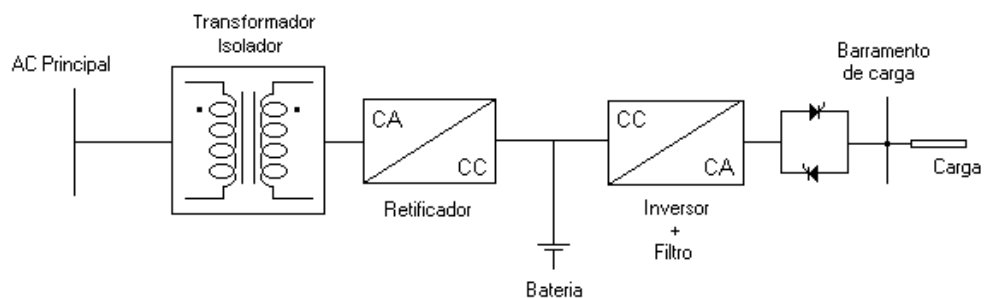 Transformador
Isolador
AC Principal
CA
CC
Retificador
Bateria
CC
CA
Inversor
+
Filtro
Barramento
de carga
Carga